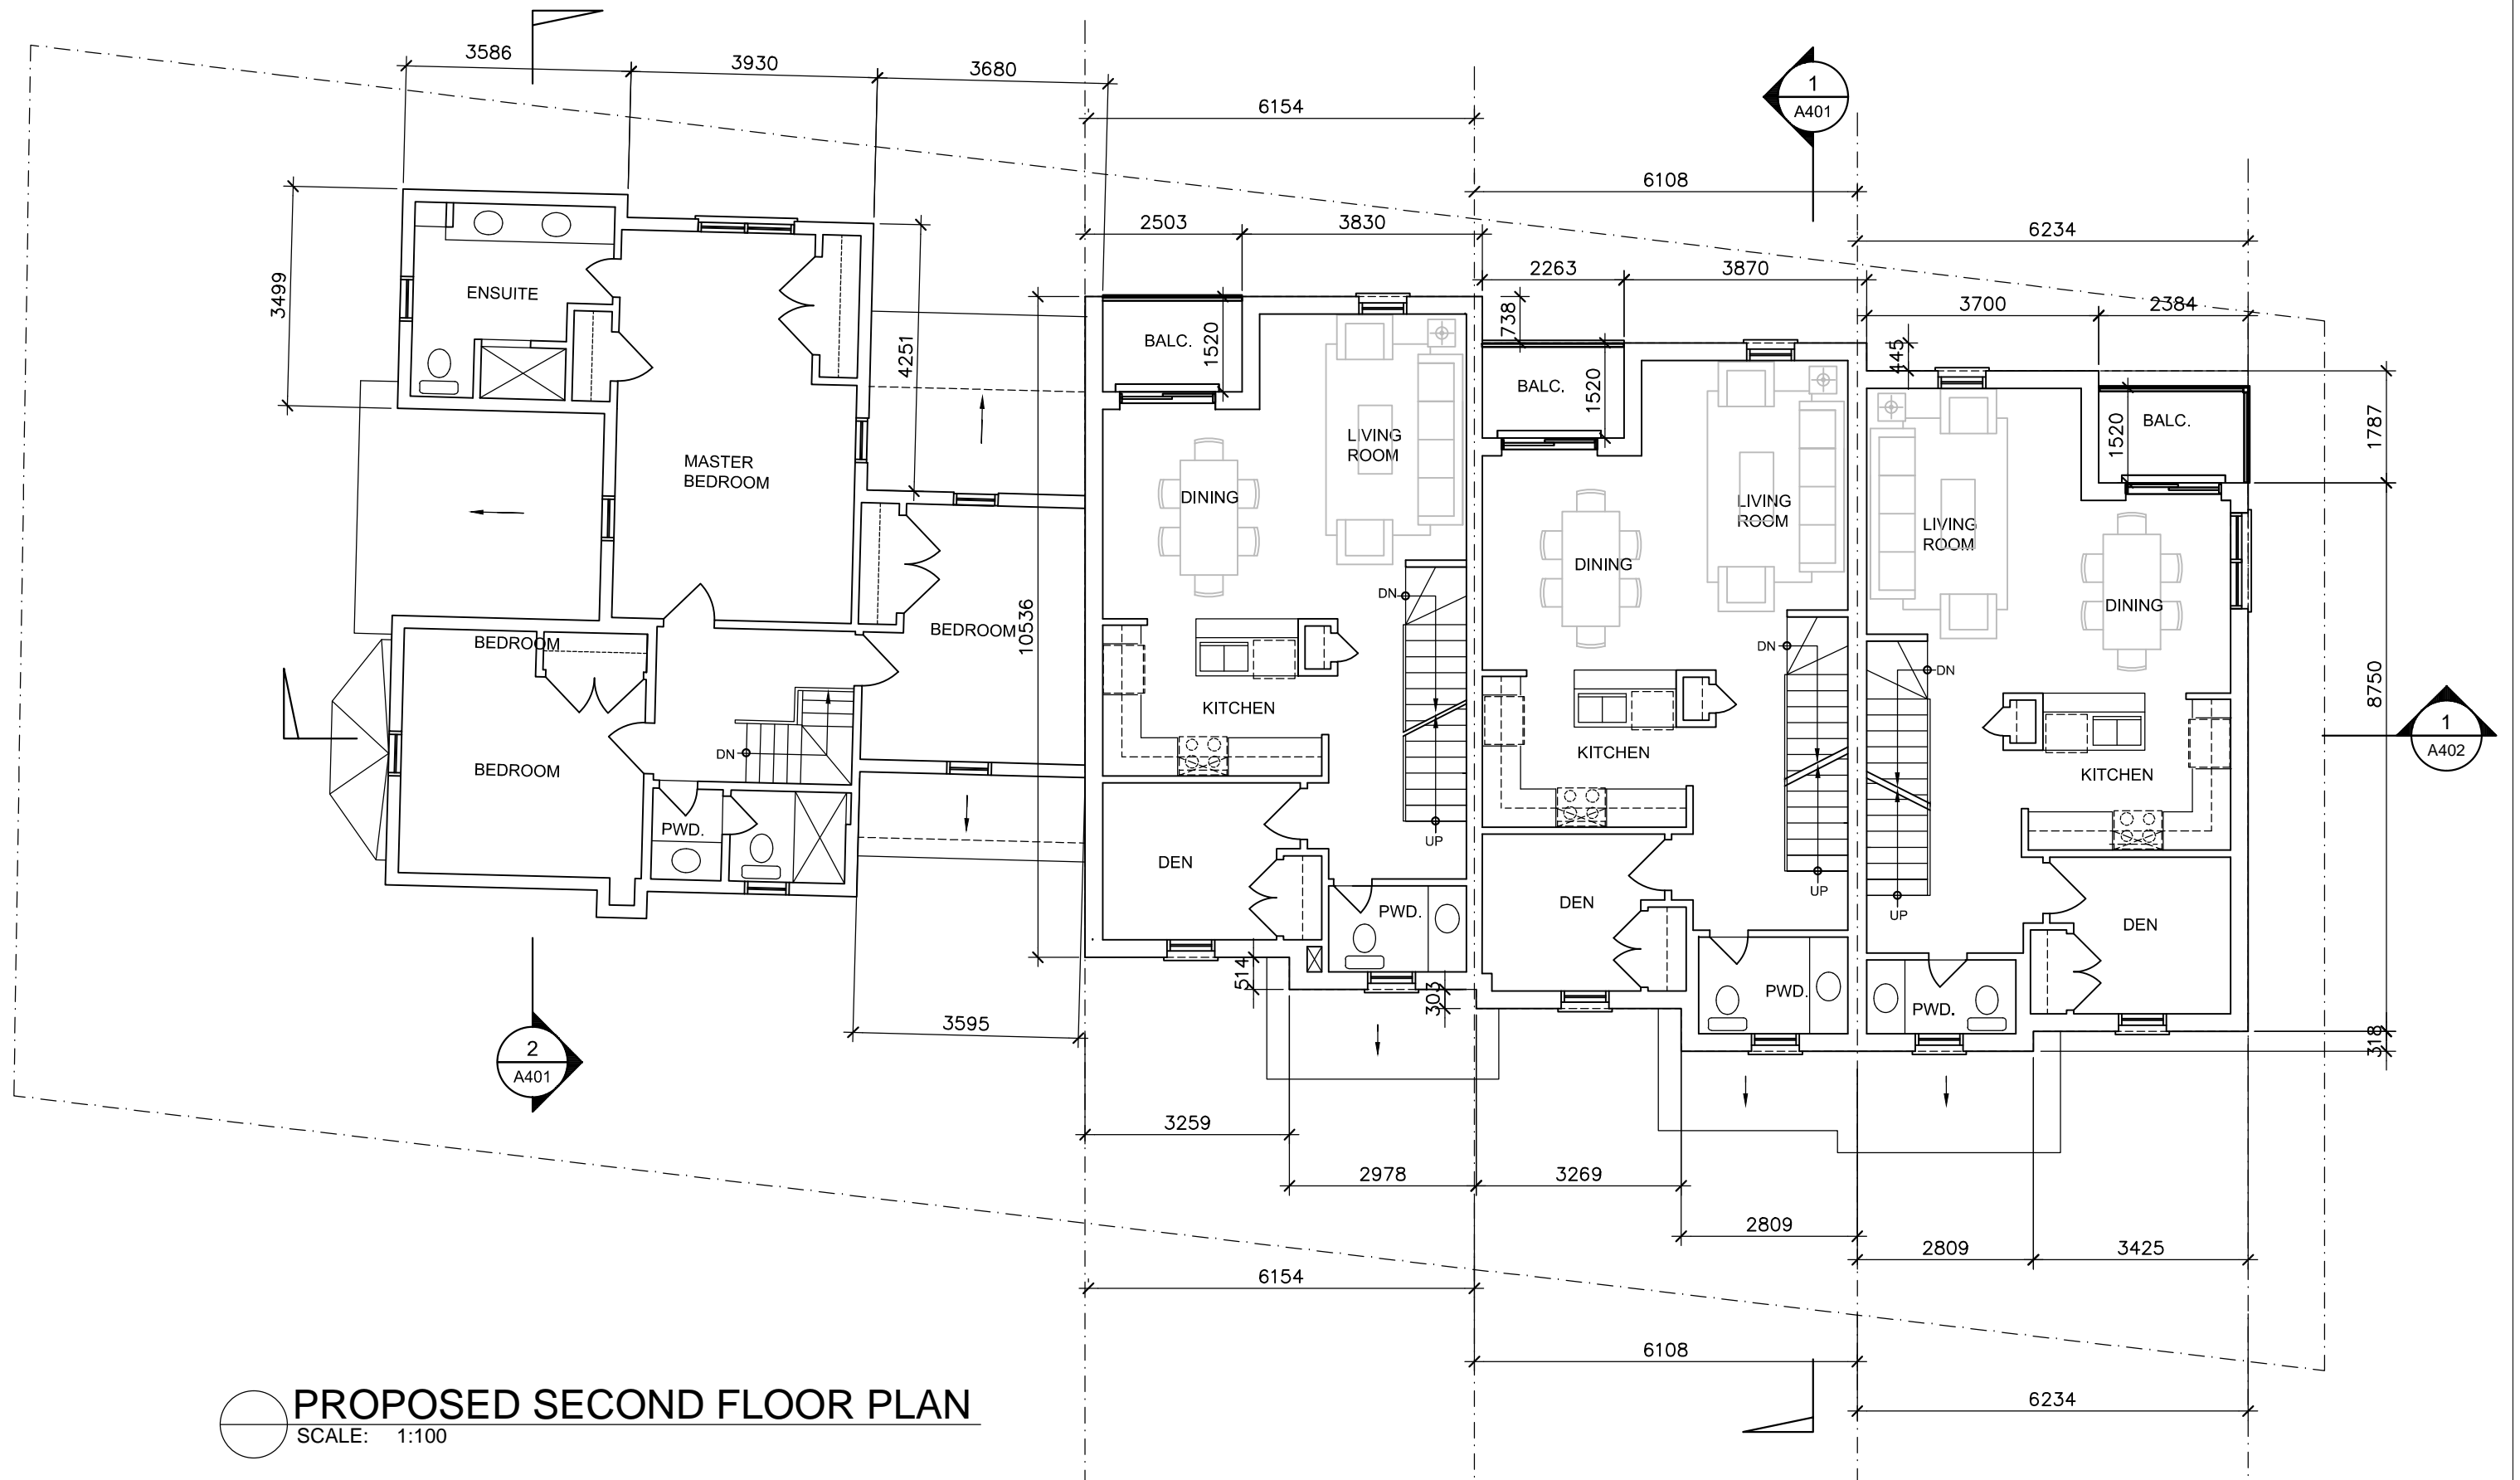 3586
3930
3680
1
A401
6154
6108
2503
3830
6234
2263
3870
3499
ENSUITE
3700
2384
738
BALC.
1520
4251
445
BALC.
1520
BALC.
1520
1787
LIVING
ROOM
MASTER
BEDROOM
DINING
LIVING
ROOM
LIVING
ROOM
DINING
DN
DINING
BEDROOM
10536
BEDROOM
DN
DN
8750
KITCHEN
1
A402
DN
KITCHEN
BEDROOM
KITCHEN
PWD.
UP
DEN
UP
DEN
PWD.
UP
DEN
514
303
PWD.
PWD.
3595
318
2
A401
3259
2978
3269
2809
2809
3425
6154
6108
6234
PROPOSED SECOND FLOOR PLAN
SCALE: 1:100